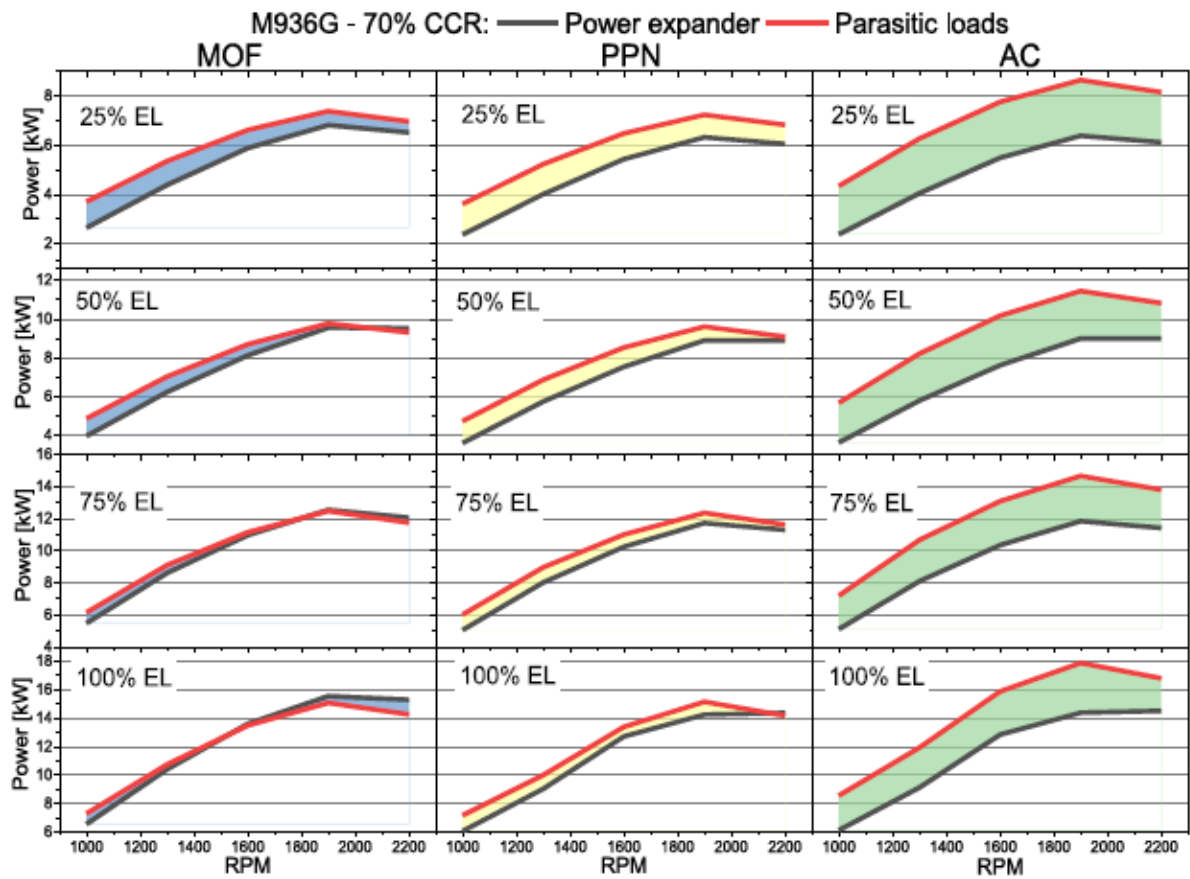 M936G - 70% CCR: Power expander Parasitic loads
MOF PPN AC
25% EL 25% EL 25% EL
Power [kW]
8
6
4
2
50% EL 50% EL 50% EL
Power [kW]
12
10
8
6
4
75% EL 75% EL 75% EL
Power [kW]
16
14
12
10
8
6
4
100% EL 100% EL 100% EL
Power [kW]
18
16
14
12
10
8
6
1000 1200 1400 1600 1800 2000 2200 1000 1200 1400 1600 1800 2000 2200 1000 1200 1400 1600 1800 2000 2200
RPM RPM RPM